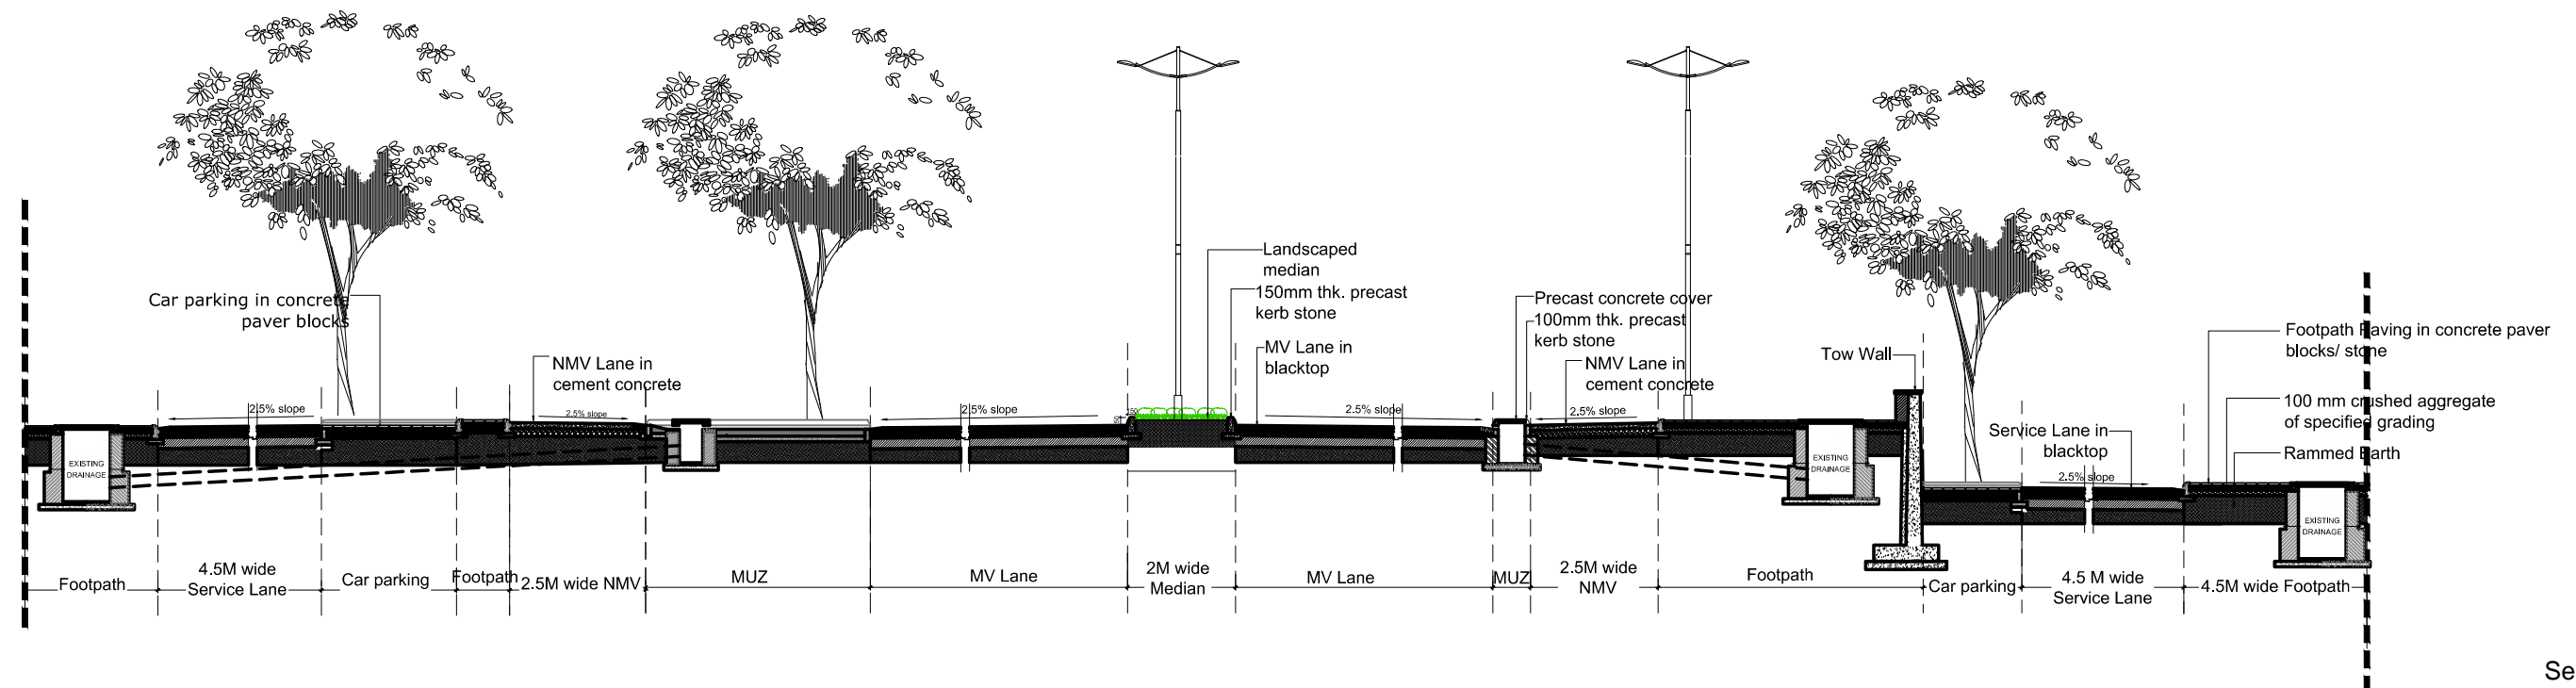 Landscaped
median
150mm thk. precast
kerb stone
Car parking in concrete
paver blocks
Precast concrete cover
100mm thk. precast
kerb stone
MV Lane in
blacktop
Tow Wall
Footpath Paving in concrete paver
blocks/ stone
NMV Lane in
cement concrete
NMV Lane in
cement concrete
100 mm crushed aggregate
of specified grading
Service Lane in
blacktop
Rammed Earth
2.5% slope
2.5% slope
2.5% slope
150
50
2.5% slope
2.5% slope
2.5% slope
EXISTING
DRAINAGE
EXISTING
DRAINAGE
EXISTING
DRAINAGE
Footpath
4.5M wide
Service Lane
Car parking
Footpath
2.5M wide NMV
MUZ
MV Lane
2M wide
Median
MV Lane
MUZ
2.5M wide
NMV
Footpath
Car parking
4.5 M wide
Service Lane
4.5M wide Footpath
Se